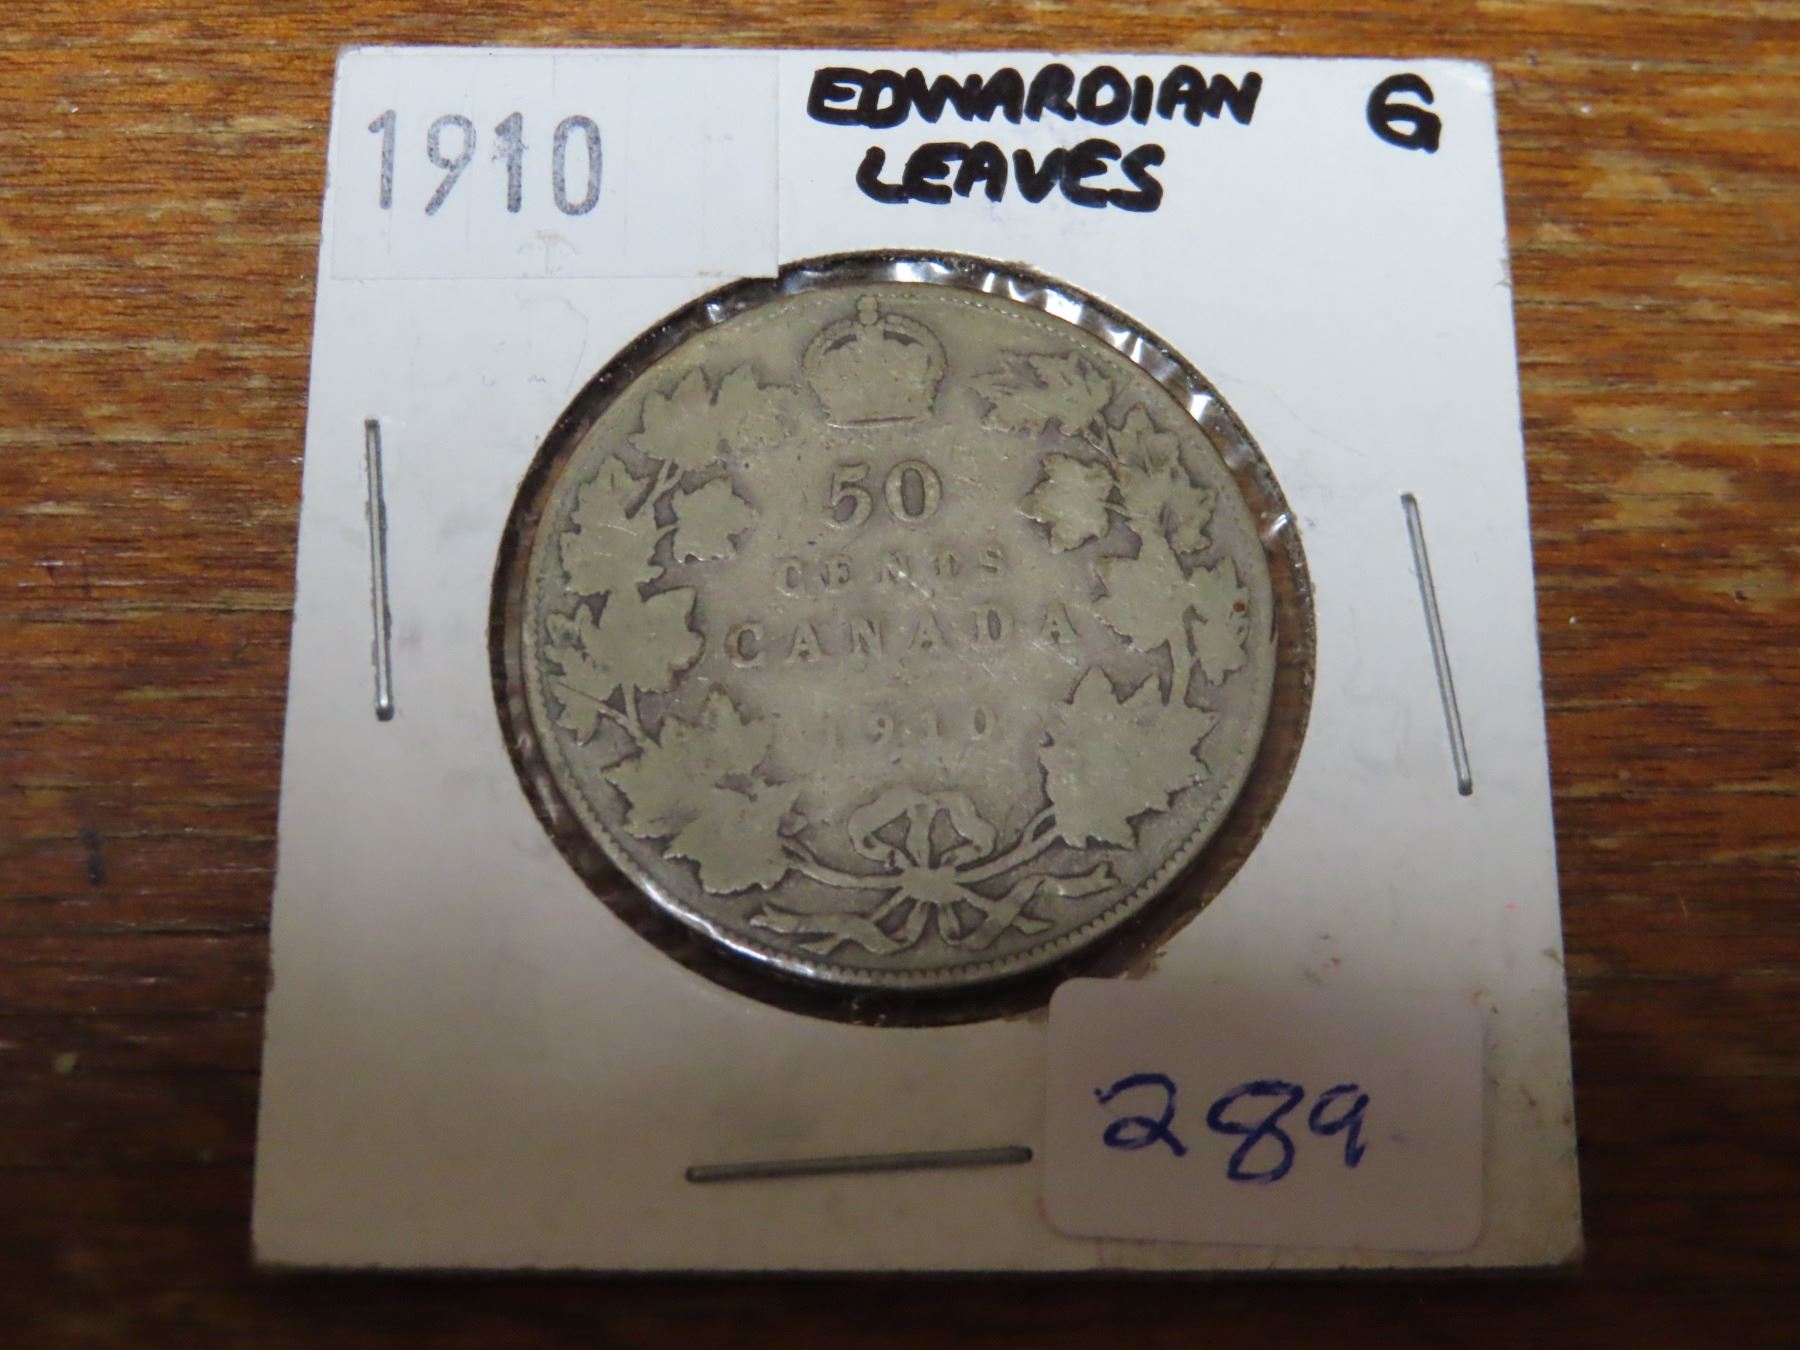 1910
EDWARDIAN G
LEAVES
50
CENTS
CANADA
1910
289